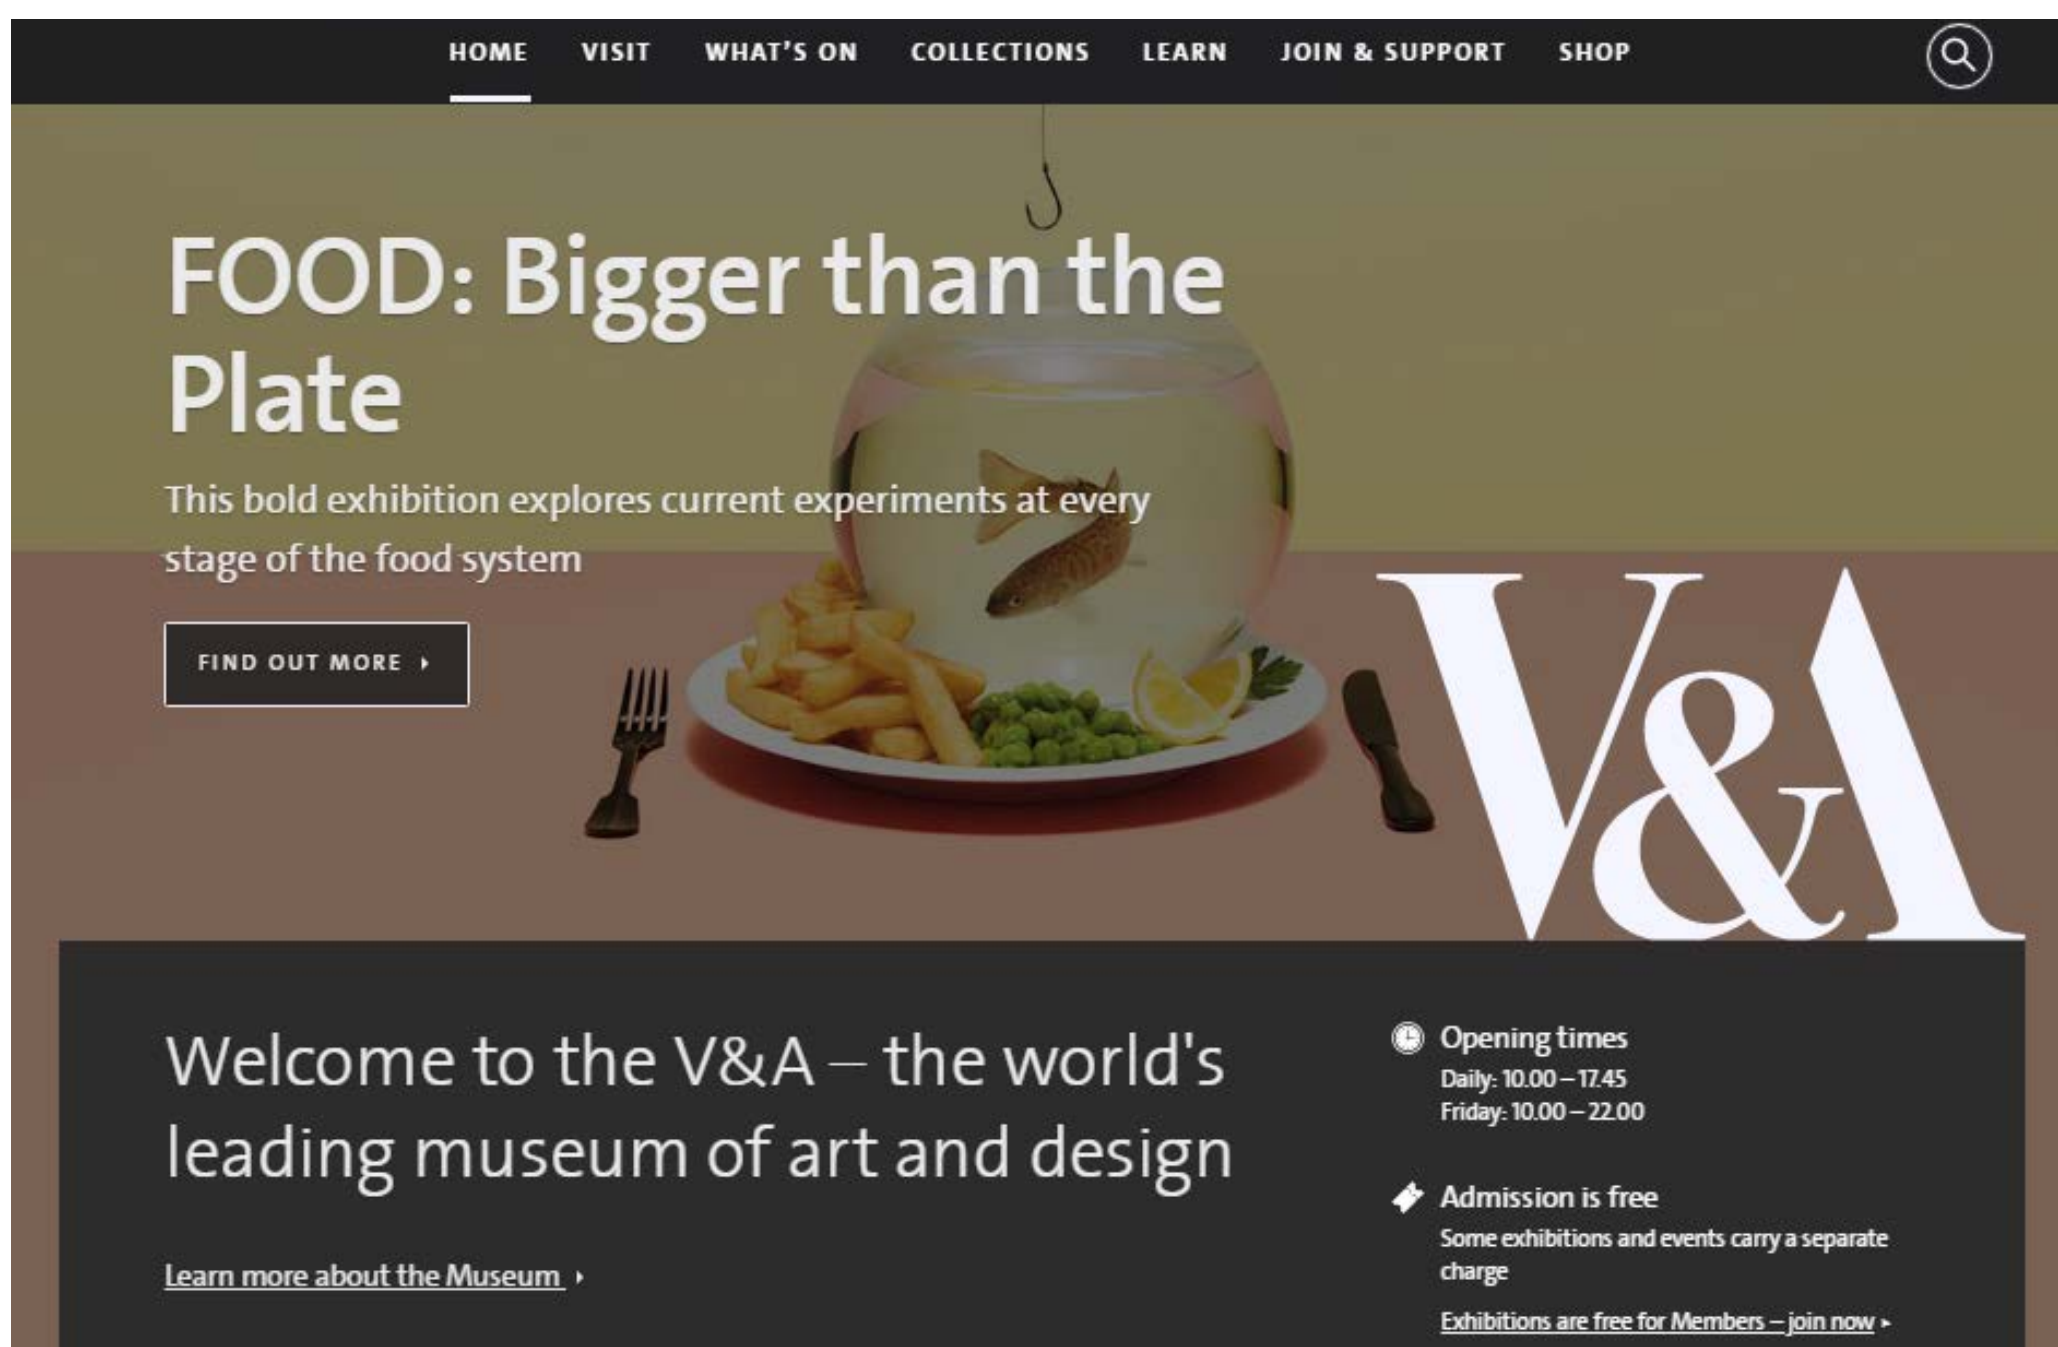 HOME VISIT WHAT'S ON COLLECTIONS LEARN JOIN & SUPPORT SHOP
FOOD: Bigger than the
Plate
This bold exhibition explores current experiments at every
stage of the food system
FIND OUT MORE
V&A
Welcome to the V&A – the world's
leading museum of art and design
Learn more about the Museum
Opening times
Daily: 10.00 – 17.45
Friday: 10.00 – 22.00
Admission is free
Some exhibitions and events carry a separate
charge
Exhibitions are free for Members – join now